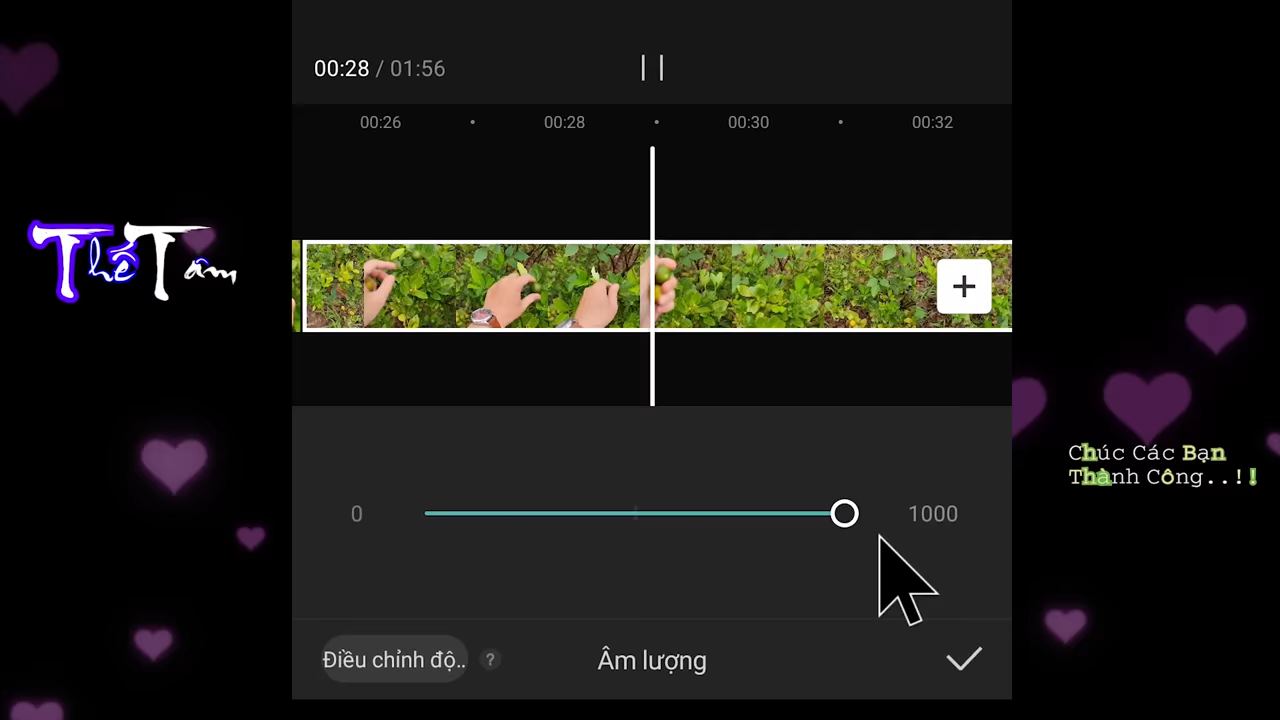 00:28 / 01:56
00:26 00:28 00:30 00:32
Thế Tâm
Chúc Các Bạn
Thành Công..!!
0 1000
Điều chỉnh độ.. ? Âm lượng